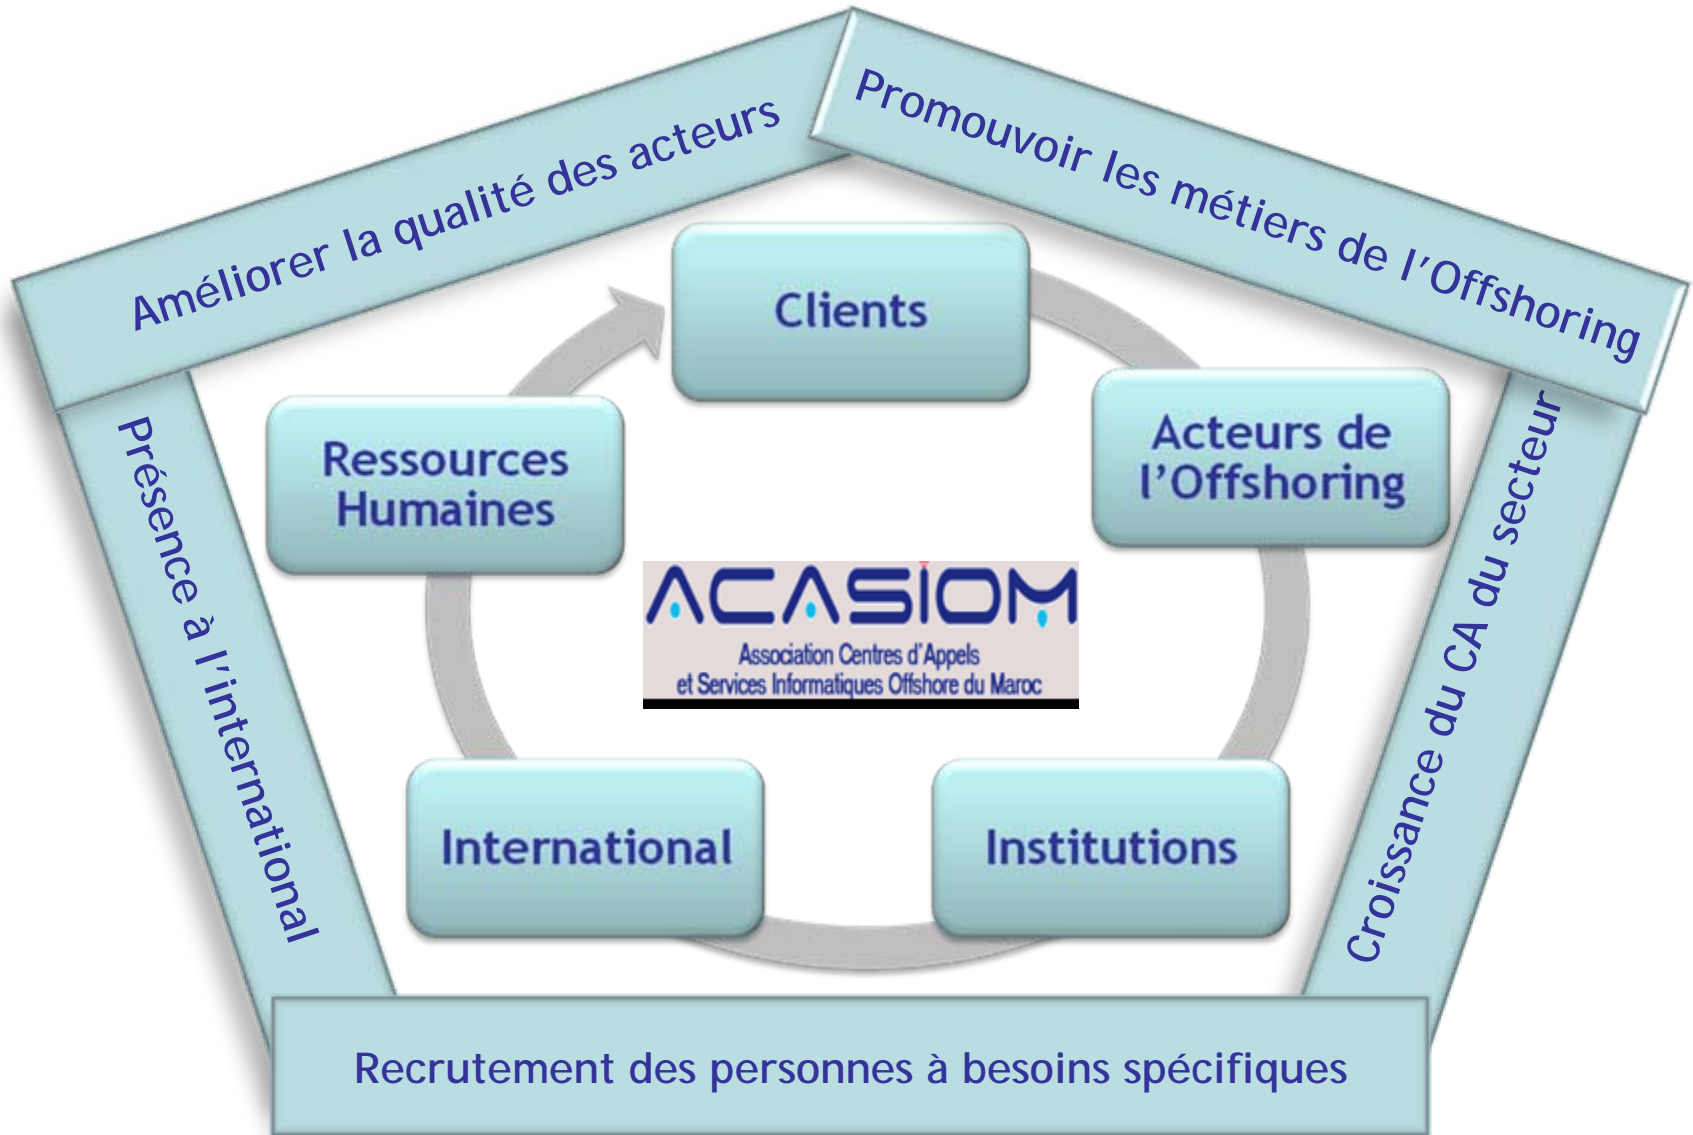 Améliorer la qualité des acteurs
Promouvoir les métiers de l'Offshoring
Clients
Acteurs de
l'Offshoring
Ressources
Humaines
Présence à l'international
Croissance du CA du secteur
ACASIOM
Association Centres d'Appels
et Services Informatiques Offshore du Maroc
International
Institutions
Recrutement des personnes à besoins spécifiques